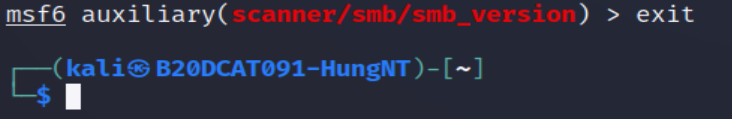 msf6 auxiliary(scanner/smb/smb_version) > exit
┌──(kali㉿B20DCAT091-HungNT)-[~]
└─$